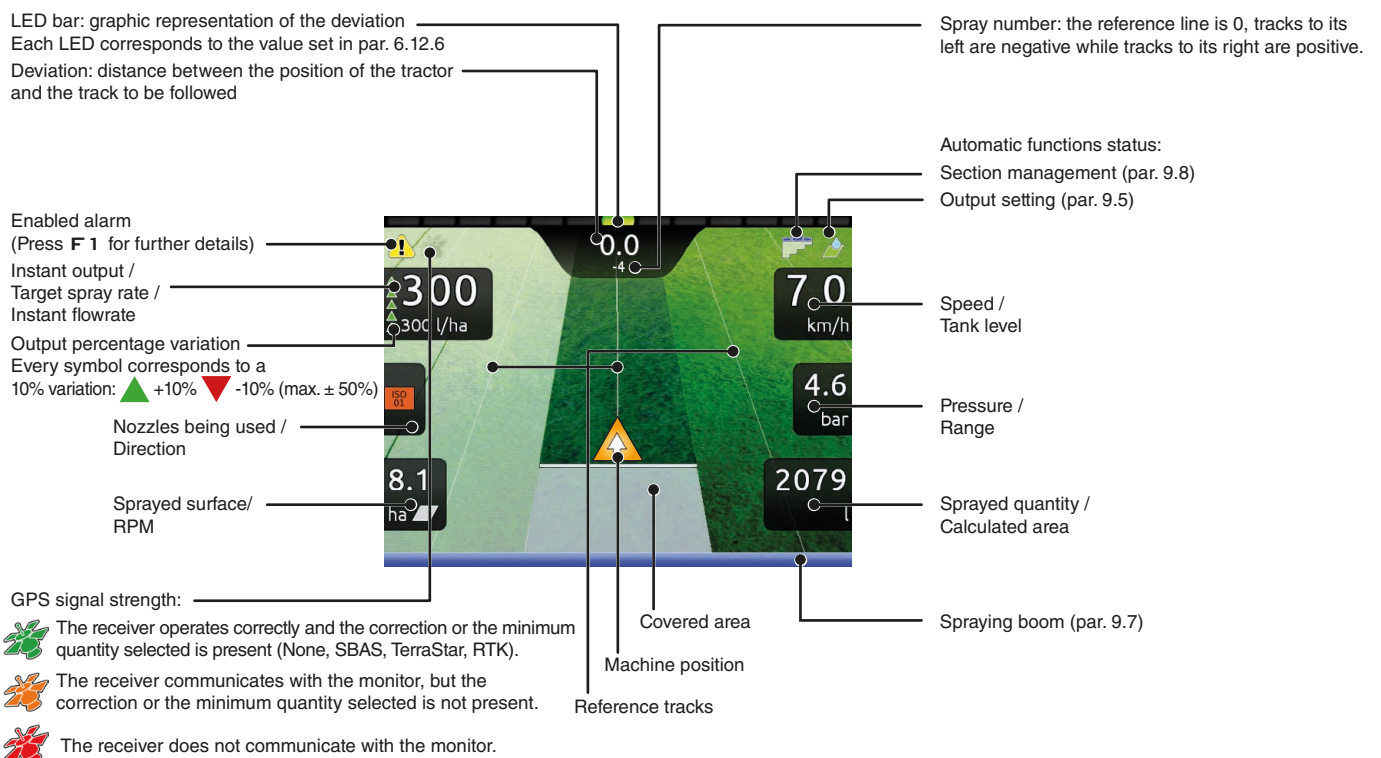 LED bar: graphic representation of the deviation
Each LED corresponds to the value set in par. 6.12.6
Deviation: distance between the position of the tractor
and the track to be followed
Spray number: the reference line is 0, tracks to its
left are negative while tracks to its right are positive.
Automatic functions status:
Section management (par. 9.8)
Output setting (par. 9.5)
Enabled alarm
(Press F1 for further details)
Instant output /
Target spray rate /
Instant flowrate
Output percentage variation
Every symbol corresponds to a
10% variation: +10% -10% (max. ± 50%)
Nozzles being used /
Direction
Sprayed surface/
RPM
0.0
-4
300
300 l/ha
ISO
01
8.1
ha
7.0
km/h
4.6
bar
2079
l
Speed /
Tank level
Pressure /
Range
Sprayed quantity /
Calculated area
Spraying boom (par. 9.7)
GPS signal strength:
The receiver operates correctly and the correction or the minimum
quantity selected is present (None, SBAS, TerraStar, RTK).
The receiver communicates with the monitor, but the
correction or the minimum quantity selected is not present.
The receiver does not communicate with the monitor.
Covered area
Machine position
Reference tracks